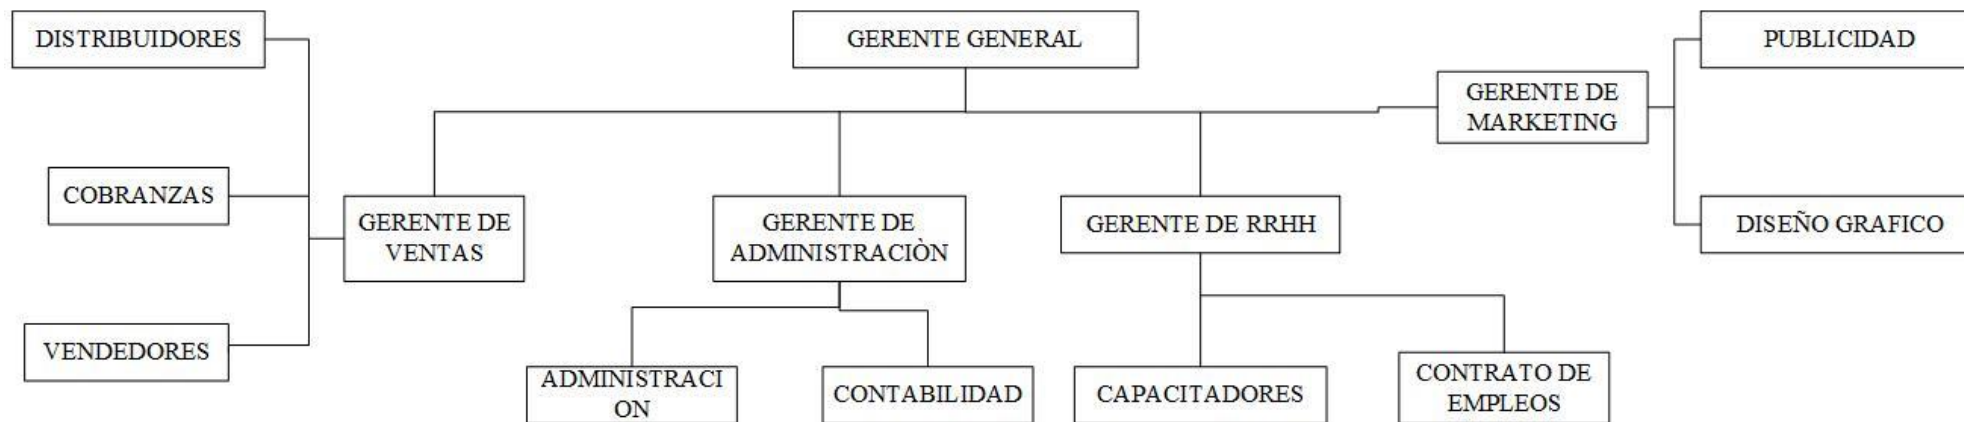 DISTRIBUIDORES
GERENTE GENERAL
PUBLICIDAD
GERENTE DE
MARKETING
COBRANZAS
GERENTE DE
VENTAS
GERENTE DE
ADMINISTRACIÒN
GERENTE DE RRHH
DISEÑO GRAFICO
VENDEDORES
ADMINISTRACI
ON
CONTABILIDAD
CAPACITADORES
CONTRATO DE
EMPLEOS